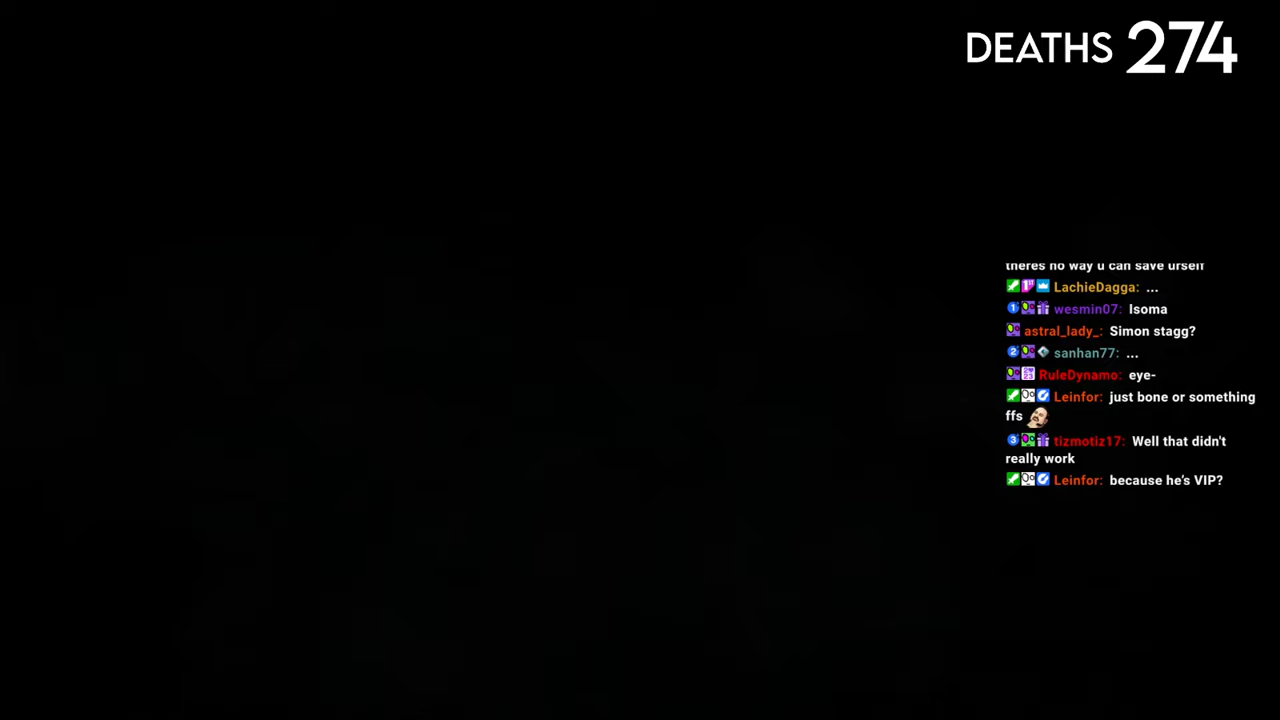 DEATHS 274
theres no way u can save urself
LachieDagga: ...
wesmin07: Isoma
astral_lady_: Simon stagg?
sanhan77: ...
RuleDynamo: eye-
Leinfor: just bone or something
ffs
tizmotiz17: Well that didn't
really work
Leinfor: because he's VIP?